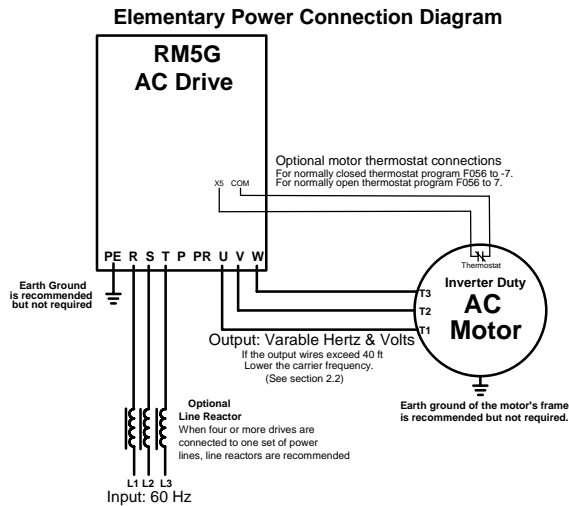 Elementary Power Connection Diagram
RM5G
AC Drive
Optional motor thermostat connections
For normally closed thermostat program F056 to -7.
For normally open thermostat program F056 to 7.
X5 COM
PE R S T P PR U V W
Thermostat
Earth Ground
is recommended
but not required
Inverter Duty
AC
Motor
T3
T2
T1
Output: Varable Hertz & Volts
If the output wires exceed 40 ft
Lower the carrier frequency.
(See section 2.2)
Earth ground of the motor's frame
is recommended but not required.
Optional
Line Reactor
When four or more drives are
connected to one set of power
lines, line reactors are recommended
L1 L2 L3
Input: 60 Hz